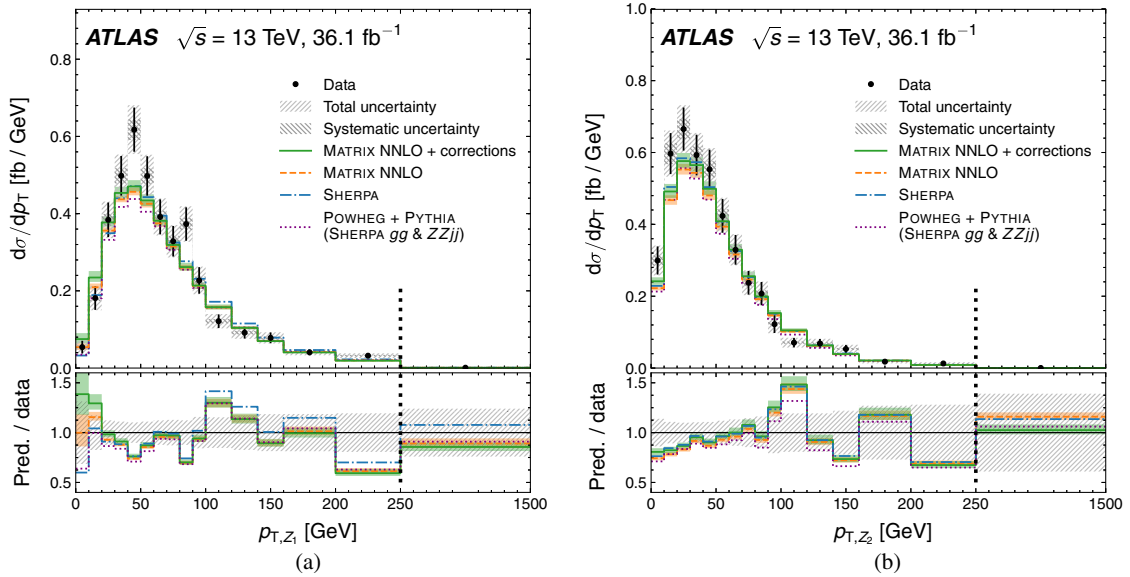 ATLAS √s = 13 TeV, 36.1 fb⁻¹
Data
Total uncertainty
Systematic uncertainty
MATRIX NNLO + corrections
MATRIX NNLO
SHERPA
POWHEG + PYTHIA
(SHERPA gg & ZZjj)
dσ/dpT [fb / GeV]
0.8
0.6
0.4
0.2
0.0
Pred. / data
1.5
1.0
0.5
0 50 100 150 200 250 1500
pT,Z1 [GeV]
(a)
ATLAS √s = 13 TeV, 36.1 fb⁻¹
Data
Total uncertainty
Systematic uncertainty
MATRIX NNLO + corrections
MATRIX NNLO
SHERPA
POWHEG + PYTHIA
(SHERPA gg & ZZjj)
dσ/dpT [fb / GeV]
1.0
0.8
0.6
0.4
0.2
0.0
Pred. / data
1.5
1.0
0.5
0 50 100 150 200 250 1500
pT,Z2 [GeV]
(b)